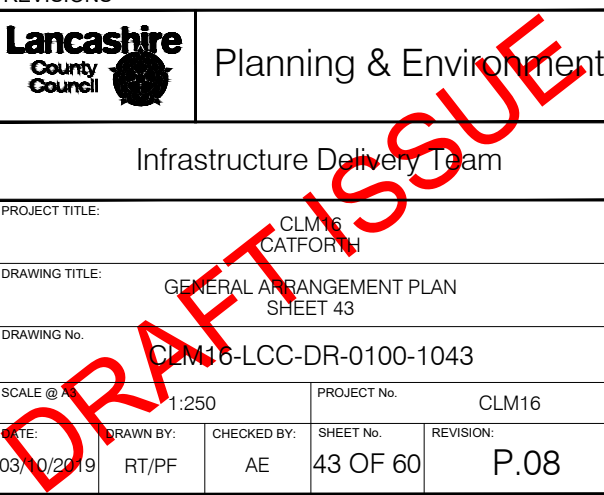 REVISIONS
Lancashire
County
Council
Planning & Environment
Infrastructure Delivery Team
PROJECT TITLE:
CLM16
CATFORTH
DRAWING TITLE:
GENERAL ARRANGEMENT PLAN
SHEET 43
DRAWING No.
CLM16-LCC-DR-0100-1043
SCALE @ A3
1:250
PROJECT No.
CLM16
DATE:
DRAWN BY:
CHECKED BY:
SHEET No.
REVISION:
03/10/2019
RT/PF
AE
43 OF 60
P.08
DRAFT ISSUE